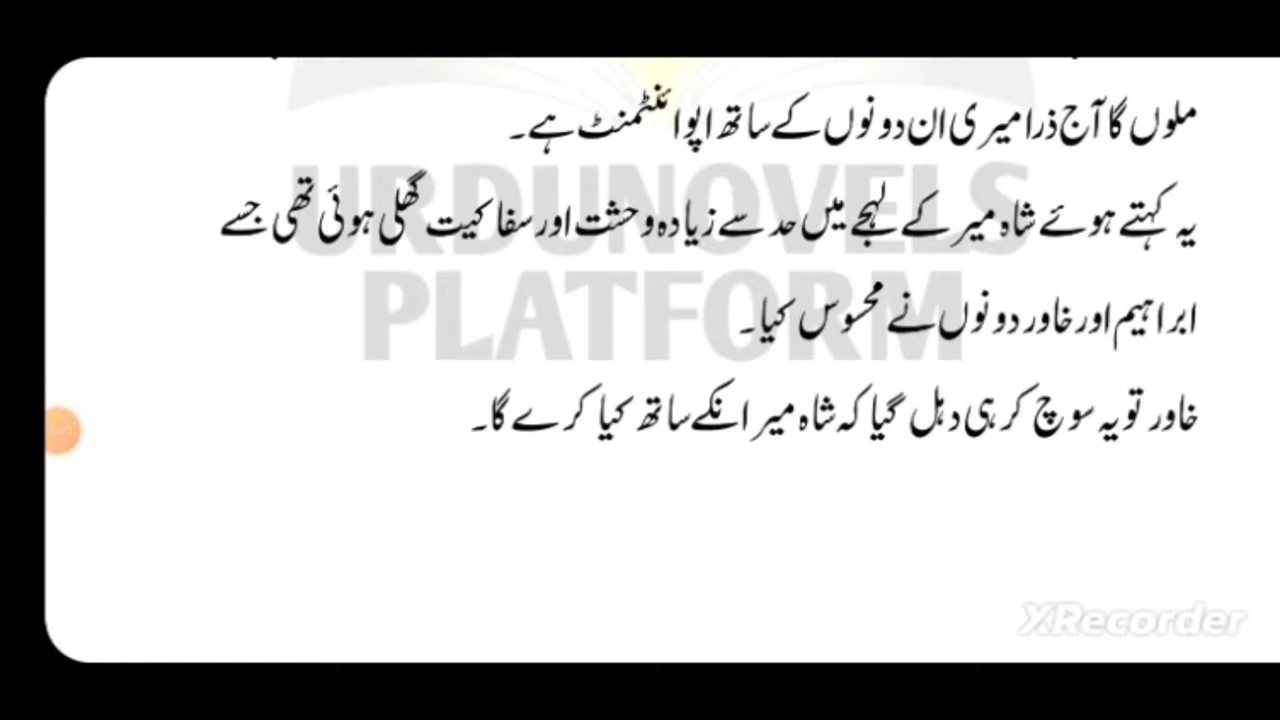 ملوں گا آج ذرا میری ان دونوں کے ساتھ اپوائنٹمنٹ ہے۔
یہ کہتے ہوئے شاہ میر کے لہجے میں حد سے زیادہ وحشت اور سفاکیت گھلی ہوئی تھی جسے
ابراہیم اور خاور دونوں نے محسوس کیا۔
خاور تو یہ سوچ کر ہی دہل گیا کہ شاہ میر انکے ساتھ کیا کرے گا۔
URDUNOVELS
PLATFORM
XRecorder